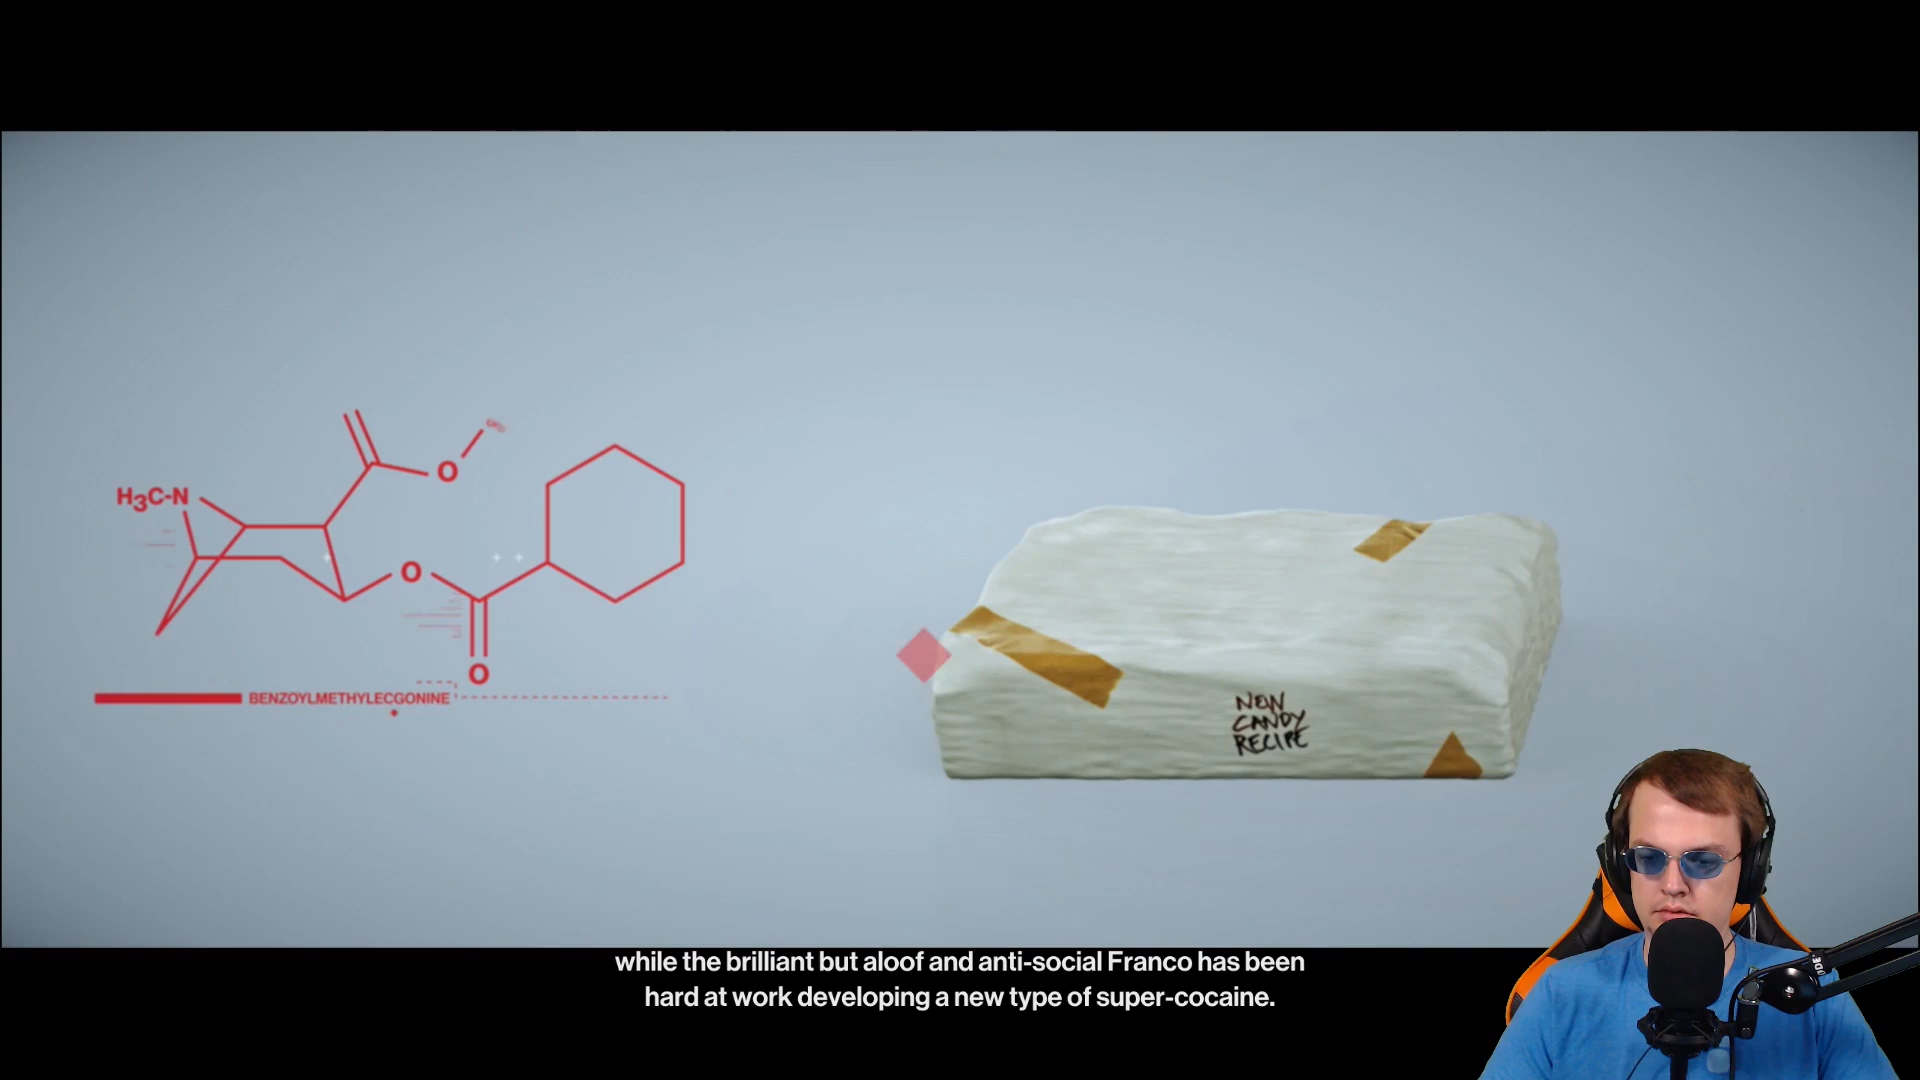 O
H₃C-N
O
O
BENZOYLMETHYLECGONINE
NEW
CANDY
RECIPE
while the brilliant but aloof and anti-social Franco has been
hard at work developing a new type of super-cocaine.